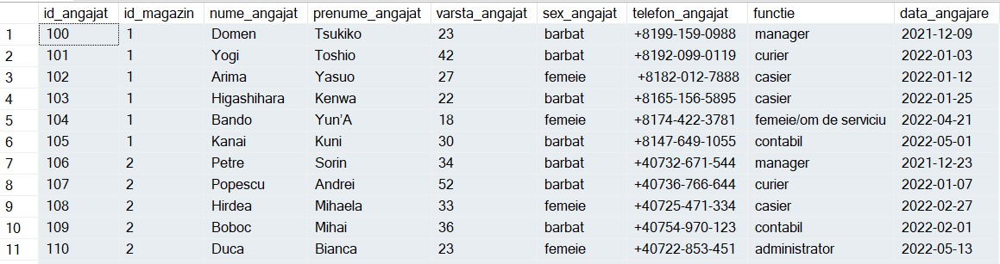 id_angajat id_magazin nume_angajat prenume_angajat varsta_angajat sex_angajat telefon_angajat functie data_angajare
1 100 1 Domen Tsukiko 23 barbat +8199-159-0988 manager 2021-12-09
2 101 1 Yogi Toshio 42 barbat +8192-099-0119 curier 2022-01-03
3 102 1 Arima Yasuo 27 femeie +8182-012-7888 casier 2022-01-12
4 103 1 Higashihara Kenwa 22 barbat +8165-156-5895 casier 2022-01-25
5 104 1 Bando Yun'A 18 femeie +8174-422-3781 femeie/om de serviciu 2022-04-21
6 105 1 Kanai Kuni 30 barbat +8147-649-1055 contabil 2022-05-01
7 106 2 Petre Sorin 34 barbat +40732-671-544 manager 2021-12-23
8 107 2 Popescu Andrei 52 barbat +40736-766-644 curier 2022-01-07
9 108 2 Hirdea Mihaela 33 femeie +40725-471-334 casier 2022-02-27
10 109 2 Boboc Mihai 36 barbat +40754-970-123 contabil 2022-02-01
11 110 2 Duca Bianca 23 femeie +40722-853-451 administrator 2022-05-13